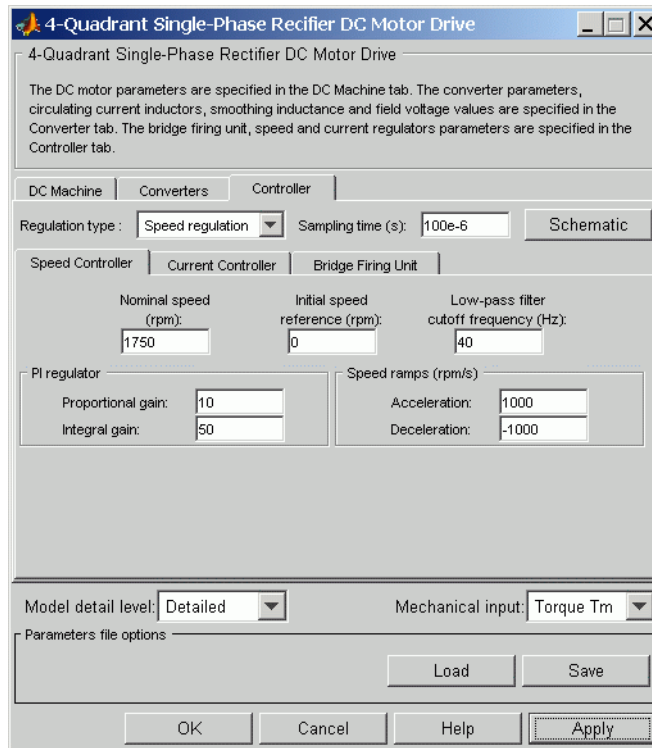 4-Quadrant Single-Phase Recifier DC Motor Drive
4-Quadrant Single-Phase Rectifier DC Motor Drive
The DC motor parameters are specified in the DC Machine tab. The converter parameters,
circulating current inductors, smoothing inductance and field voltage values are specified in the
Converter tab. The bridge firing unit, speed and current regulators parameters are specified in the
Controller tab.
DC Machine Converters Controller
Regulation type : Speed regulation Sampling time (s): 100e-6 Schematic
Speed Controller Current Controller Bridge Firing Unit
Nominal speed Initial speed Low-pass filter
(rpm): reference (rpm): cutoff frequency (Hz):
1750 0 40
PI regulator Speed ramps (rpm/s)
Proportional gain: 10 Acceleration: 1000
Integral gain: 50 Deceleration: -1000
Model detail level: Detailed Mechanical input: Torque Tm
Parameters file options
Load Save
OK Cancel Help Apply